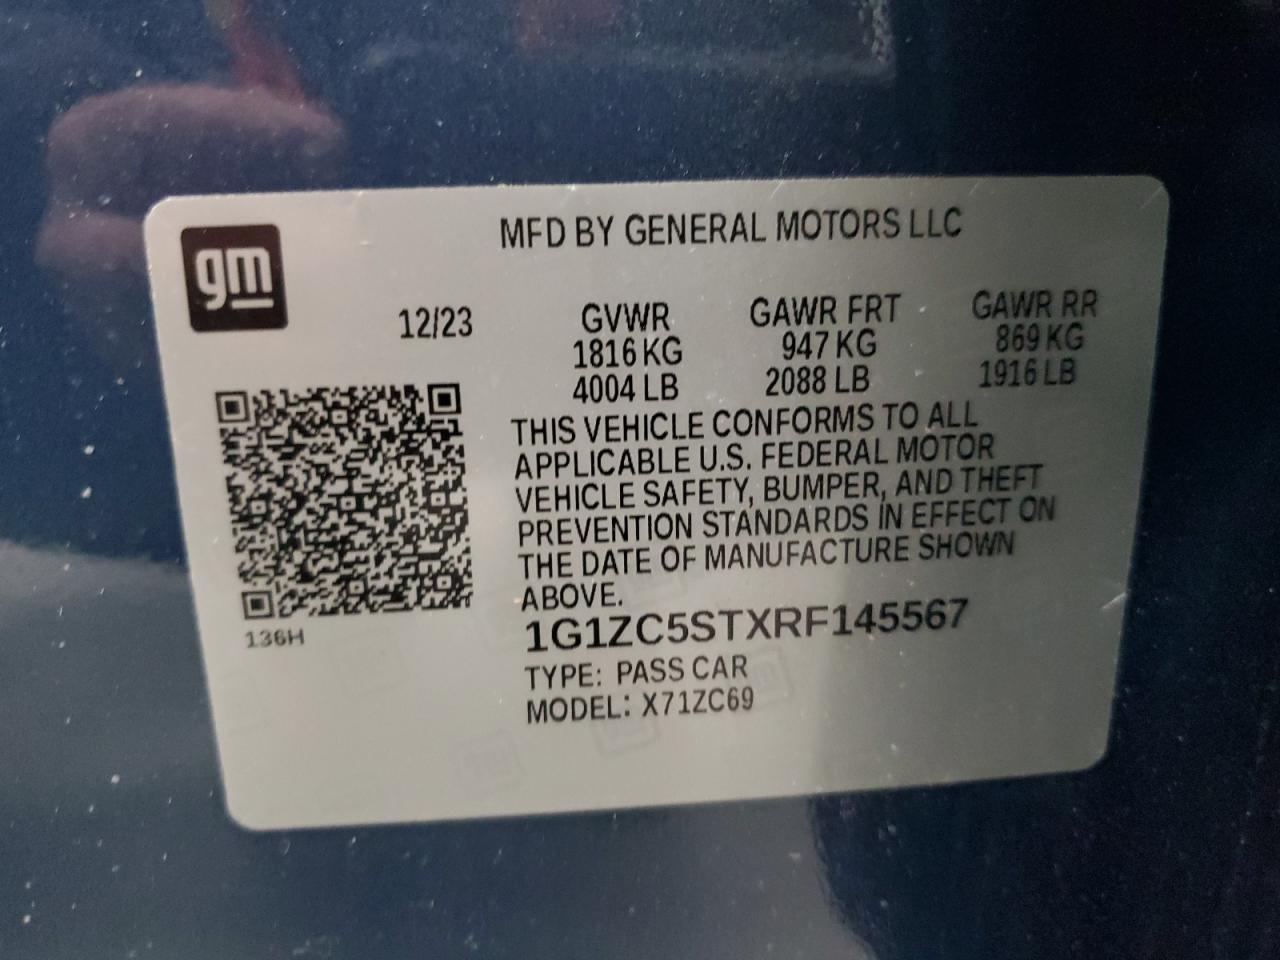 gm
MFD BY GENERAL MOTORS LLC
12/23
GVWR GAWR FRT GAWR RR
1816 KG 947 KG 869 KG
4004 LB 2088 LB 1916 LB
THIS VEHICLE CONFORMS TO ALL
APPLICABLE U.S. FEDERAL MOTOR
VEHICLE SAFETY, BUMPER, AND THEFT
PREVENTION STANDARDS IN EFFECT ON
THE DATE OF MANUFACTURE SHOWN
ABOVE.
136H
1G1ZC5STXRF145567
TYPE: PASS CAR
MODEL: X71ZC69